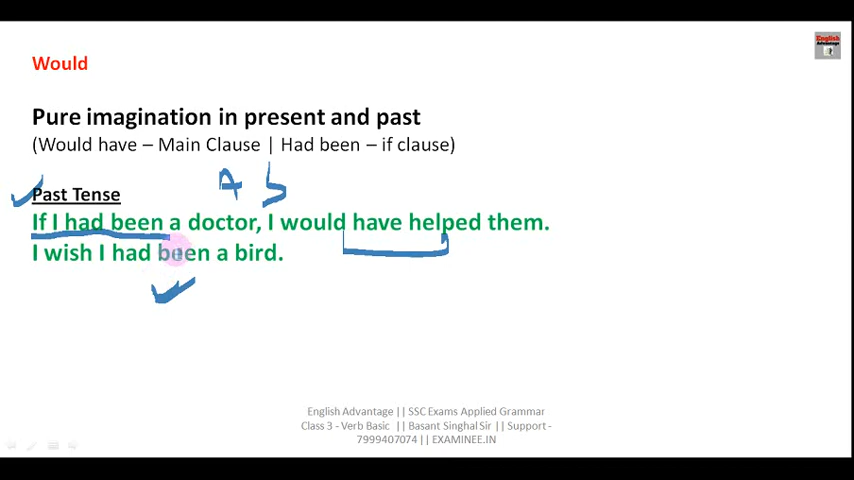 English
Advantage
Would
Pure imagination in present and past
(Would have – Main Clause | Had been – if clause)
Past Tense
If I had been a doctor, I would have helped them.
I wish I had been a bird.
English Advantage || SSC Exams Applied Grammar
Class 3 - Verb Basic || Basant Singhal Sir || Support -
7999407074 || EXAMINEE.IN